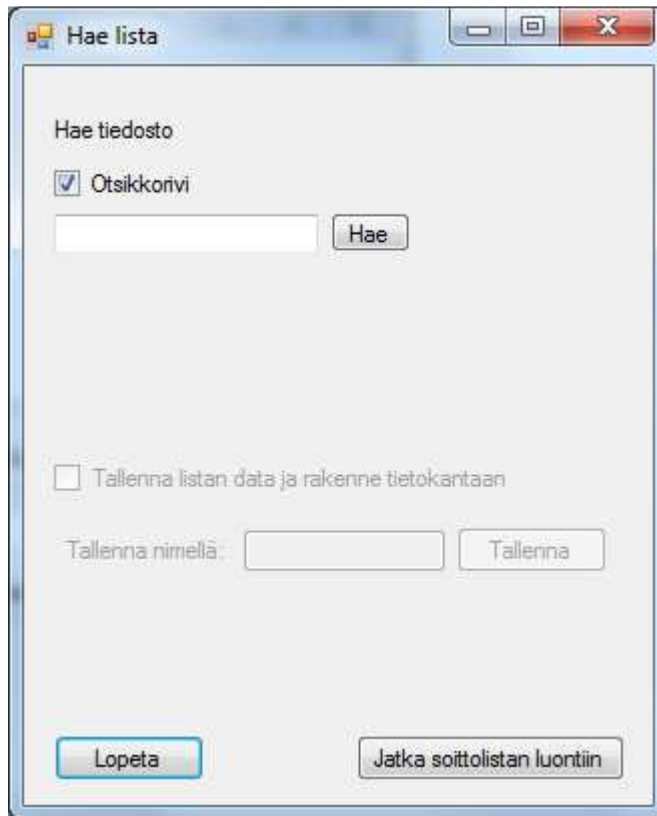 Hae lista
Hae tiedosto
Otsikkorivi
Hae
Tallenna listan data ja rakenne tietokantaan
Tallenna nimellä:
Tallenna
Lopeta
Jatka soittolistan luontiin